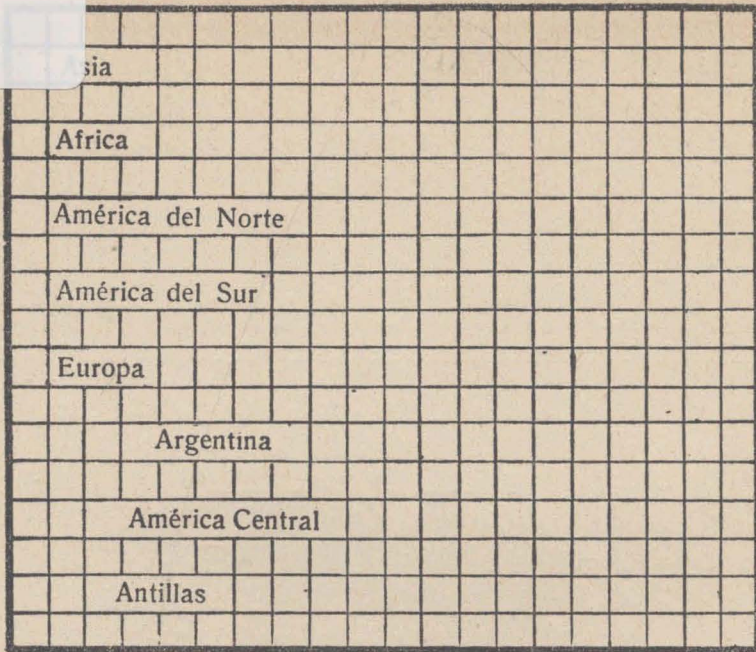 Asia
Africa
América del Norte
América del Sur
Europa
Argentina
América Central
Antillas